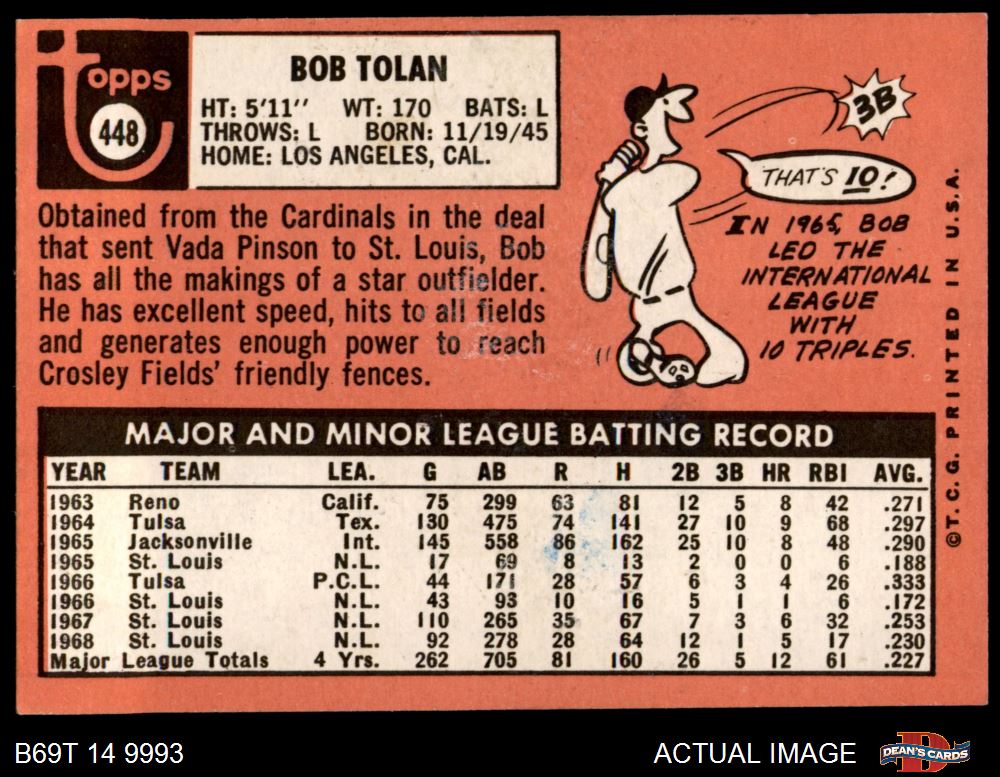 topps
448
BOB TOLAN
HT: 5'11" WT: 170 BATS: L
THROWS: L BORN: 11/19/45
HOME: LOS ANGELES, CAL.
Obtained from the Cardinals in the deal
that sent Vada Pinson to St. Louis, Bob
has all the makings of a star outfielder.
He has excellent speed, hits to all fields
and generates enough power to reach
Crosley Fields' friendly fences.
3B
THAT'S 10!
IN 1965, BOB
LED THE
INTERNATIONAL
LEAGUE
WITH
10 TRIPLES.
©T.C.G. PRINTED IN U.S.A.
MAJOR AND MINOR LEAGUE BATTING RECORD
YEAR TEAM LEA. G AB R H 2B 3B HR RBI AVG.
1963 Reno Calif. 75 299 63 81 12 5 8 42 .271
1964 Tulsa Tex. 130 475 74 141 27 10 9 68 .297
1965 Jacksonville Int. 145 558 86 162 25 10 8 48 .290
1965 St. Louis N.L. 17 69 8 13 2 0 0 6 .188
1966 Tulsa P.C.L. 44 171 28 57 6 3 4 26 .333
1966 St. Louis N.L. 43 93 10 16 5 1 1 6 .172
1967 St. Louis N.L. 110 265 35 67 7 3 6 32 .253
1968 St. Louis N.L. 92 278 28 64 12 1 5 17 .230
Major League Totals 4 Yrs. 262 705 81 160 26 5 12 61 .227
B69T 14 9993
ACTUAL IMAGE
DEAN'S CARDS